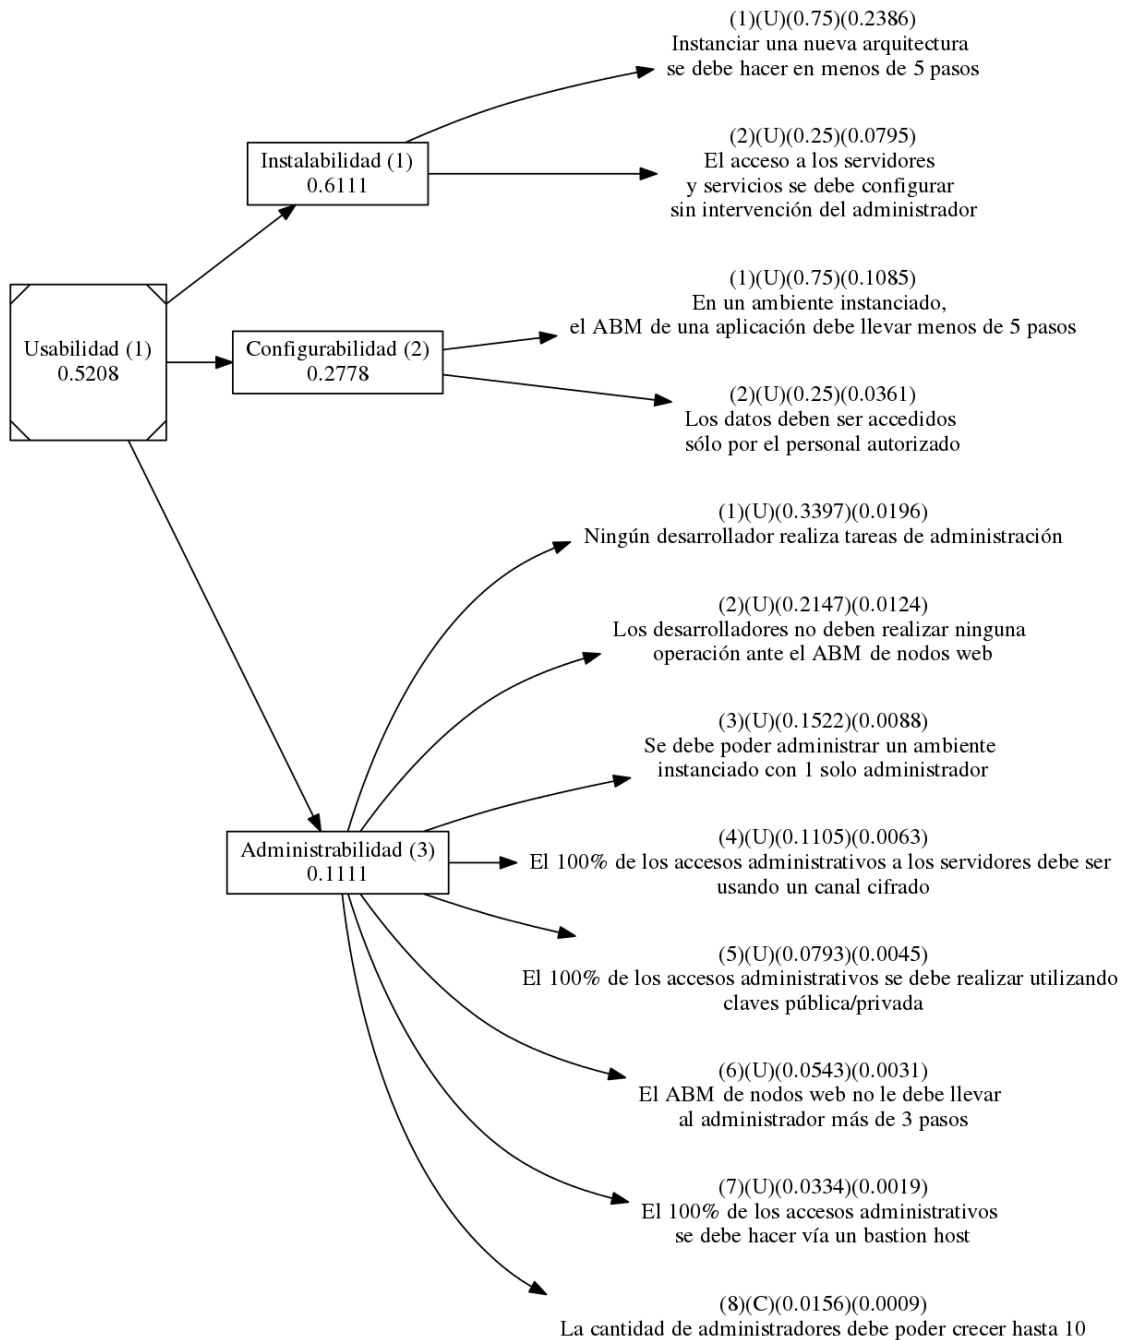 (1)(U)(0.75)(0.2386)
Instanciar una nueva arquitectura
se debe hacer en menos de 5 pasos
(2)(U)(0.25)(0.0795)
El acceso a los servidores
y servicios se debe configurar
sin intervención del administrador
Instalabilidad (1)
0.6111
(1)(U)(0.75)(0.1085)
En un ambiente instanciado,
el ABM de una aplicación debe llevar menos de 5 pasos
Usabilidad (1)
0.5208
Configurabilidad (2)
0.2778
(2)(U)(0.25)(0.0361)
Los datos deben ser accedidos
sólo por el personal autorizado
(1)(U)(0.3397)(0.0196)
Ningún desarrollador realiza tareas de administración
(2)(U)(0.2147)(0.0124)
Los desarrolladores no deben realizar ninguna
operación ante el ABM de nodos web
(3)(U)(0.1522)(0.0088)
Se debe poder administrar un ambiente
instanciado con 1 solo administrador
Administrabilidad (3)
0.1111
(4)(U)(0.1105)(0.0063)
El 100% de los accesos administrativos a los servidores debe ser
usando un canal cifrado
(5)(U)(0.0793)(0.0045)
El 100% de los accesos administrativos se debe realizar utilizando
claves pública/privada
(6)(U)(0.0543)(0.0031)
El ABM de nodos web no le debe llevar
al administrador más de 3 pasos
(7)(U)(0.0334)(0.0019)
El 100% de los accesos administrativos
se debe hacer vía un bastion host
(8)(C)(0.0156)(0.0009)
La cantidad de administradores debe poder crecer hasta 10